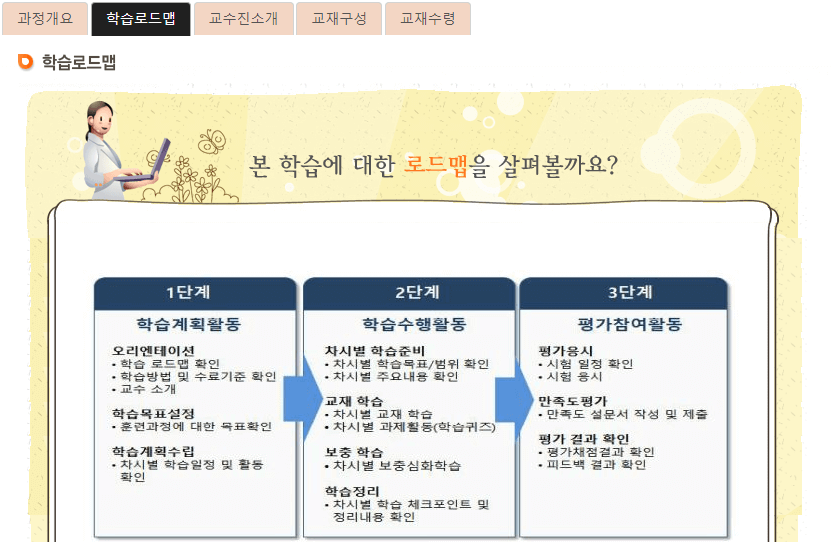 과정개요 학습로드맵 교수진소개 교재구성 교재수령
학습로드맵
본 학습에 대한 로드맵을 살펴볼까요?
1단계
학습계획활동
오리엔테이션
• 학습 로드맵 확인
• 학습방법 및 수료기준 확인
• 교수 소개
학습목표설정
• 훈련과정에 대한 목표확인
학습계획수립
• 차시별 학습일정 및 활동
확인
2단계
학습수행활동
차시별 학습준비
• 차시별 학습목표/범위 확인
• 차시별 주요내용 확인
교재 학습
• 차시별 교재 학습
• 차시별 과제활동(학습퀴즈)
보충 학습
• 차시별 보충심화학습
학습정리
• 차시별 학습 체크포인트 및
정리내용 확인
3단계
평가참여활동
평가응시
• 시험 일정 확인
• 시험 응시
만족도평가
• 만족도 설문서 작성 및 제출
평가 결과 확인
• 평가채점결과 확인
• 피드백 결과 확인